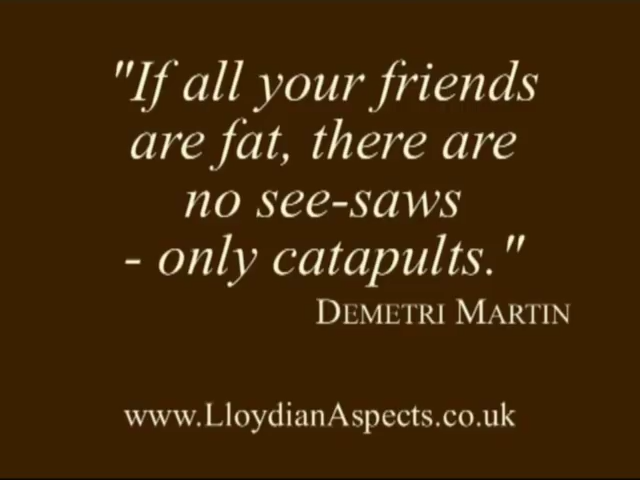 "If all your friends
are fat, there are
no see-saws
- only catapults."
DEMETRI MARTIN
www.LloydianAspects.co.uk